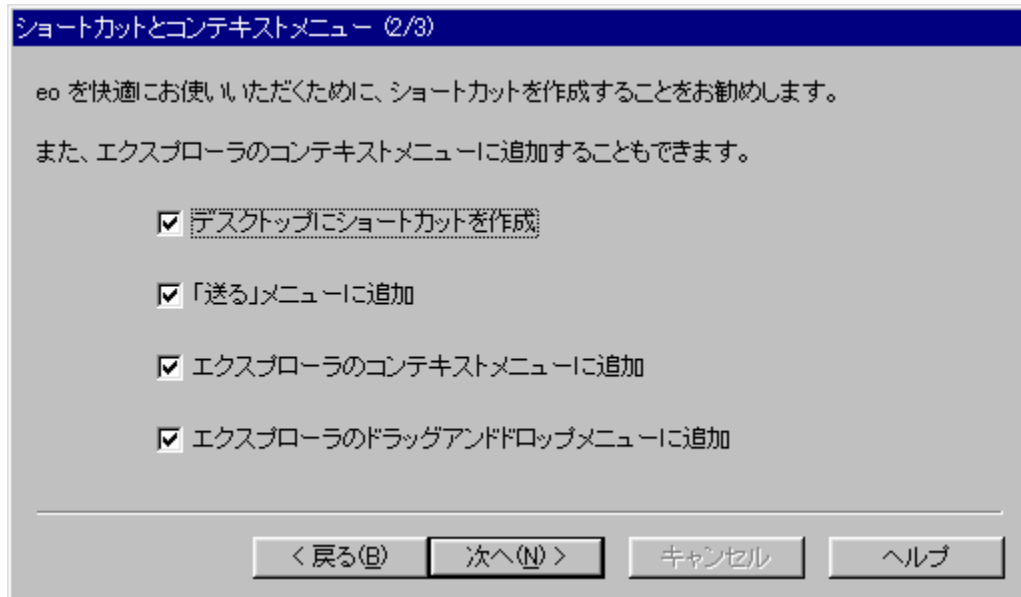 ショートカットとコンテキストメニュー (2/3)
eo を快適にお使いいただくために、ショートカットを作成することをお勧めします。
また、エクスプローラのコンテキストメニューに追加することもできます。
デスクトップにショートカットを作成
「送る」メニューに追加
エクスプローラのコンテキストメニューに追加
エクスプローラのドラッグアンドドロップメニューに追加
< 戻る(B) 次へ(N) > キャンセル ヘルプ